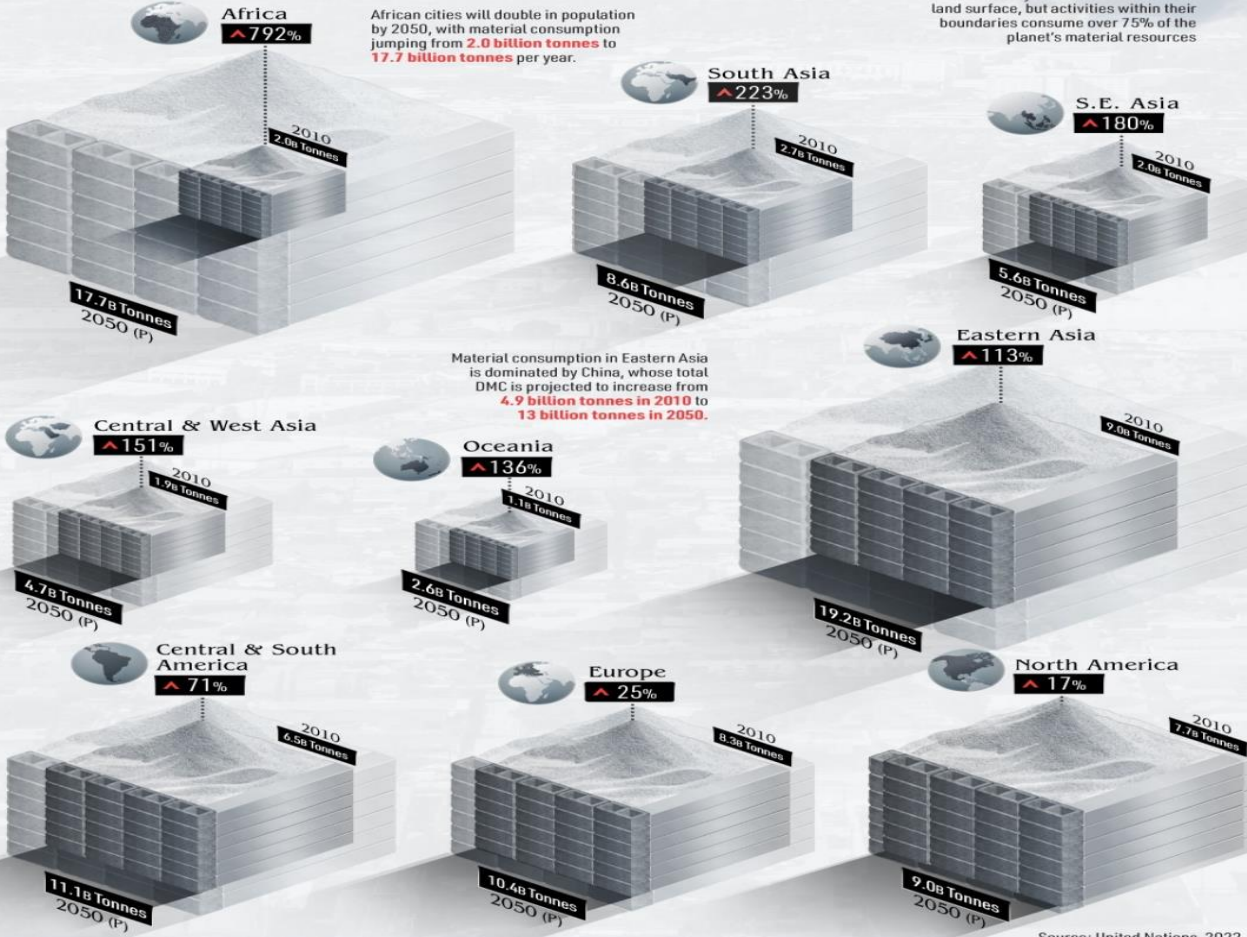 Africa
792%
African cities will double in population
by 2050, with material consumption
jumping from 2.0 billion tonnes to
17.7 billion tonnes per year.
land surface, but activities within their
boundaries consume over 75% of the
planet's material resources
2010
2.0B Tonnes
17.7B Tonnes
2050 (P)
South Asia
223%
2010
2.7B Tonnes
8.6B Tonnes
2050 (P)
S.E. Asia
180%
2010
2.0B Tonnes
5.6B Tonnes
2050 (P)
Material consumption in Eastern Asia
is dominated by China, whose total
DMC is projected to increase from
4.9 billion tonnes in 2010 to
13 billion tonnes in 2050.
Eastern Asia
113%
2010
9.0B Tonnes
19.2B Tonnes
2050 (P)
Central & West Asia
151%
2010
1.9B Tonnes
4.7B Tonnes
2050 (P)
Oceania
136%
2010
1.1B Tonnes
2.6B Tonnes
2050 (P)
Central & South
America
71%
2010
6.5B Tonnes
11.1B Tonnes
2050 (P)
Europe
25%
2010
8.3B Tonnes
10.4B Tonnes
2050 (P)
North America
17%
2010
7.7B Tonnes
9.0B Tonnes
2050 (P)
Source: United Nations